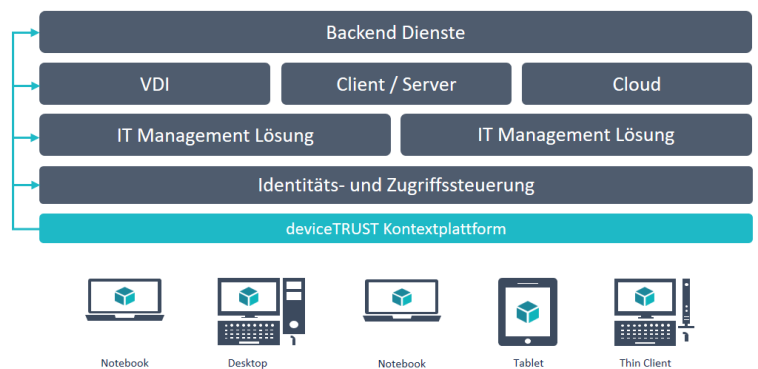 Backend Dienste
VDI
Client / Server
Cloud
IT Management Lösung
IT Management Lösung
Identitäts- und Zugriffssteuerung
deviceTRUST Kontextplattform
Notebook
Desktop
Notebook
Tablet
Thin Client